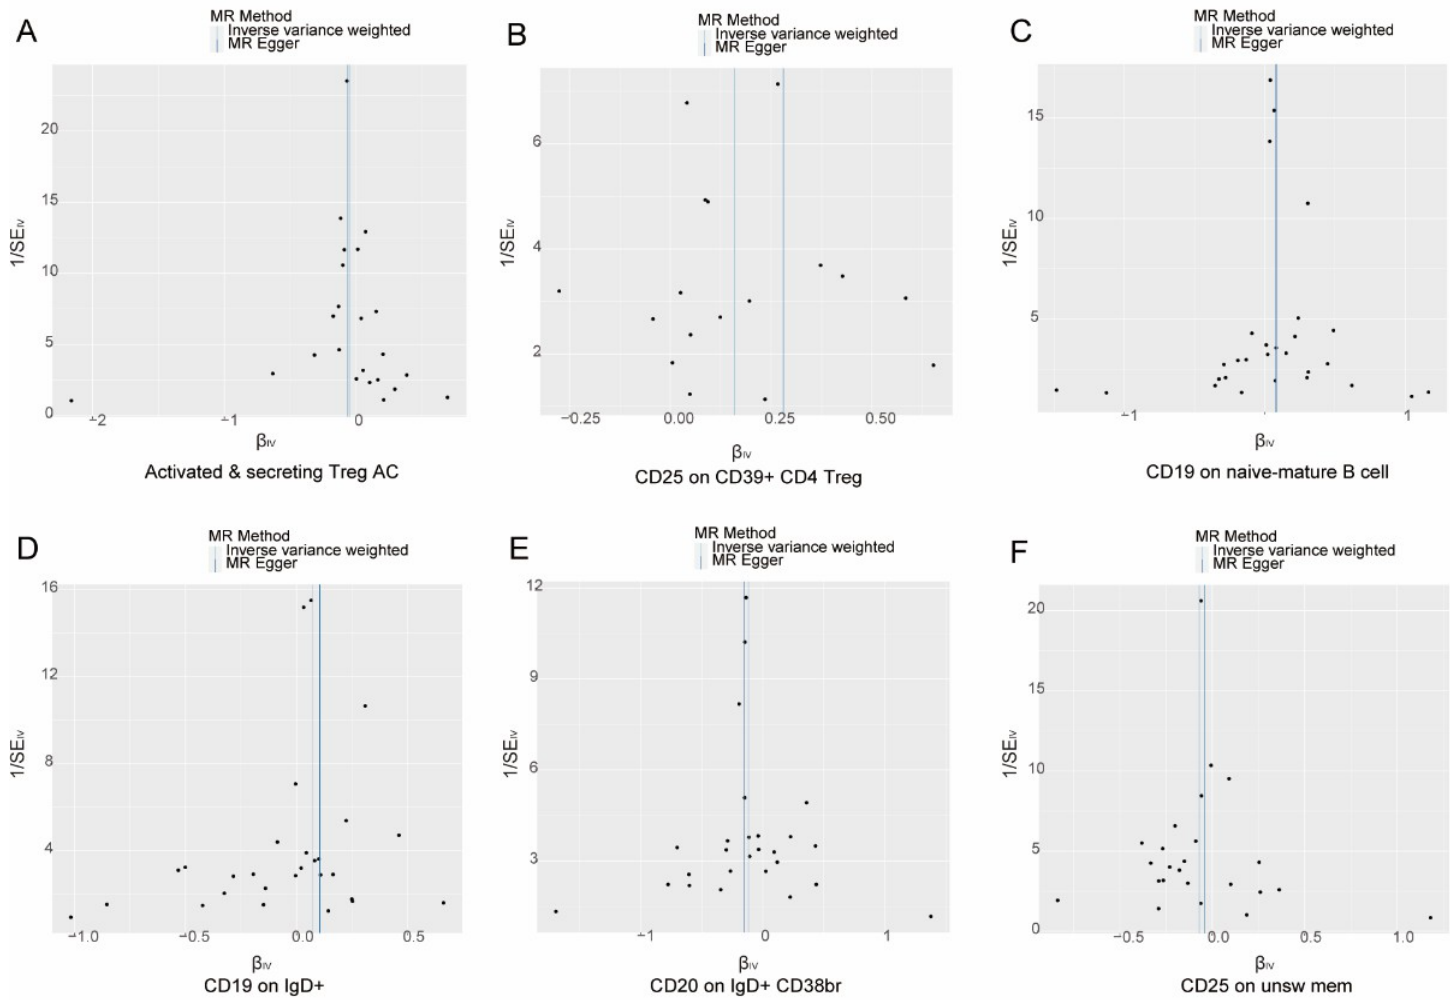 A
MR Method
Inverse variance weighted
MR Egger
20
15
10
5
0
1/SEIV
−2
−1
0
βIV
Activated & secreting Treg AC
B
MR Method
Inverse variance weighted
MR Egger
6
4
2
1/SEIV
−0.25
0.00
0.25
0.50
βIV
CD25 on CD39+ CD4 Treg
C
MR Method
Inverse variance weighted
MR Egger
15
10
5
1/SEIV
−1
1
βIV
CD19 on naive-mature B cell
D
MR Method
Inverse variance weighted
MR Egger
16
12
8
4
1/SEIV
−1.0
−0.5
0.0
0.5
βIV
CD19 on IgD+
E
MR Method
Inverse variance weighted
MR Egger
12
9
6
3
1/SEIV
−1
0
1
βIV
CD20 on IgD+ CD38br
F
MR Method
Inverse variance weighted
MR Egger
20
15
10
5
0
1/SEIV
−0.5
0.0
0.5
1.0
βIV
CD25 on unsw mem